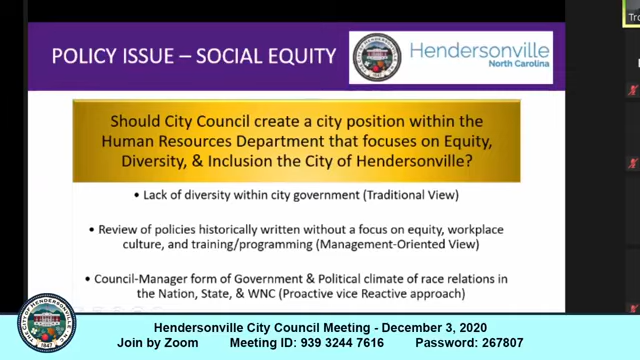 POLICY ISSUE – SOCIAL EQUITY
Hendersonville
North Carolina
Should City Council create a city position within the
Human Resources Department that focuses on Equity,
Diversity, & Inclusion the City of Hendersonville?
• Lack of diversity within city government (Traditional View)
• Review of policies historically written without a focus on equity, workplace
culture, and training/programming (Management-Oriented View)
• Council-Manager form of Government & Political climate of race relations in
the Nation, State, & WNC (Proactive vice Reactive approach)
Hendersonville City Council Meeting - December 3, 2020
Join by Zoom Meeting ID: 939 3244 7616 Password: 267807
1847